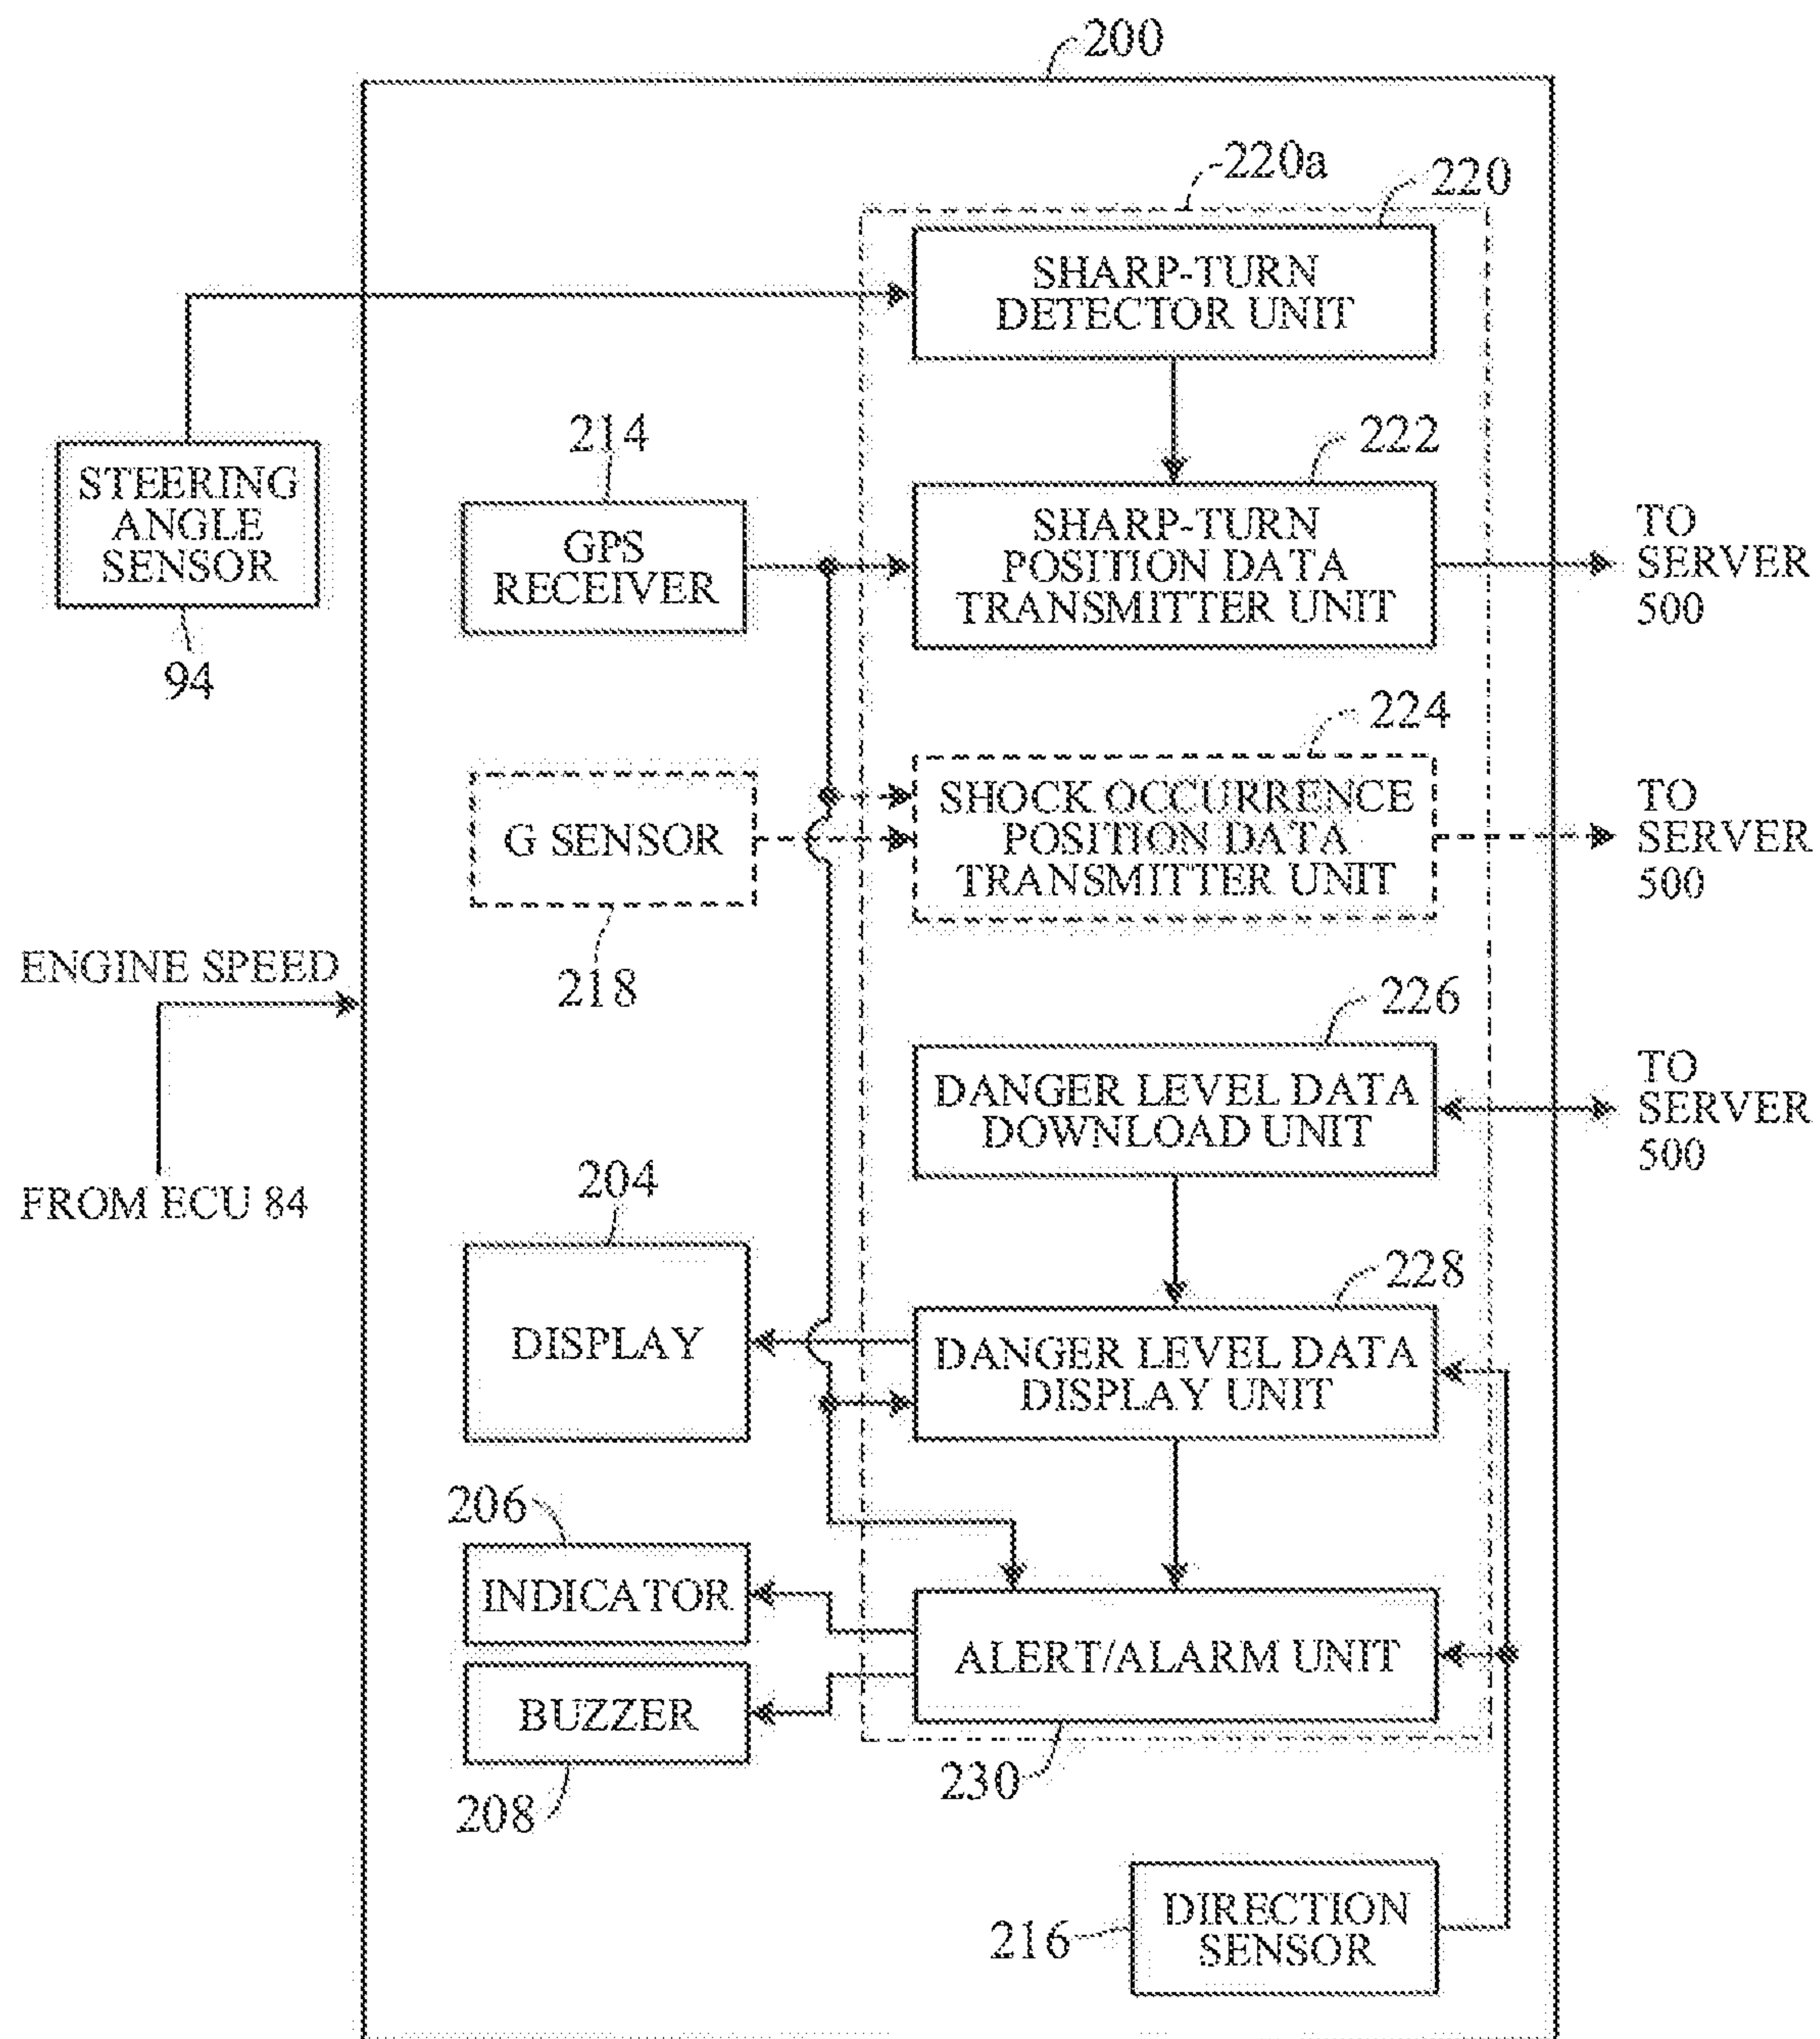 200
220a
220
SHARP-TURN
DETECTOR UNIT
214
222
STEERING
ANGLE
SENSOR
94
GPS
RECEIVER
SHARP-TURN
POSITION DATA
TRANSMITTER UNIT
TO
SERVER
500
224
G SENSOR
218
SHOCK OCCURRENCE
POSITION DATA
TRANSMITTER UNIT
TO
SERVER
500
ENGINE SPEED
FROM ECU 84
226
DANGER LEVEL DATA
DOWNLOAD UNIT
TO
SERVER
500
204
DISPLAY
228
DANGER LEVEL DATA
DISPLAY UNIT
206
INDICATOR
BUZZER
208
ALERT/ALARM UNIT
230
216
DIRECTION
SENSOR